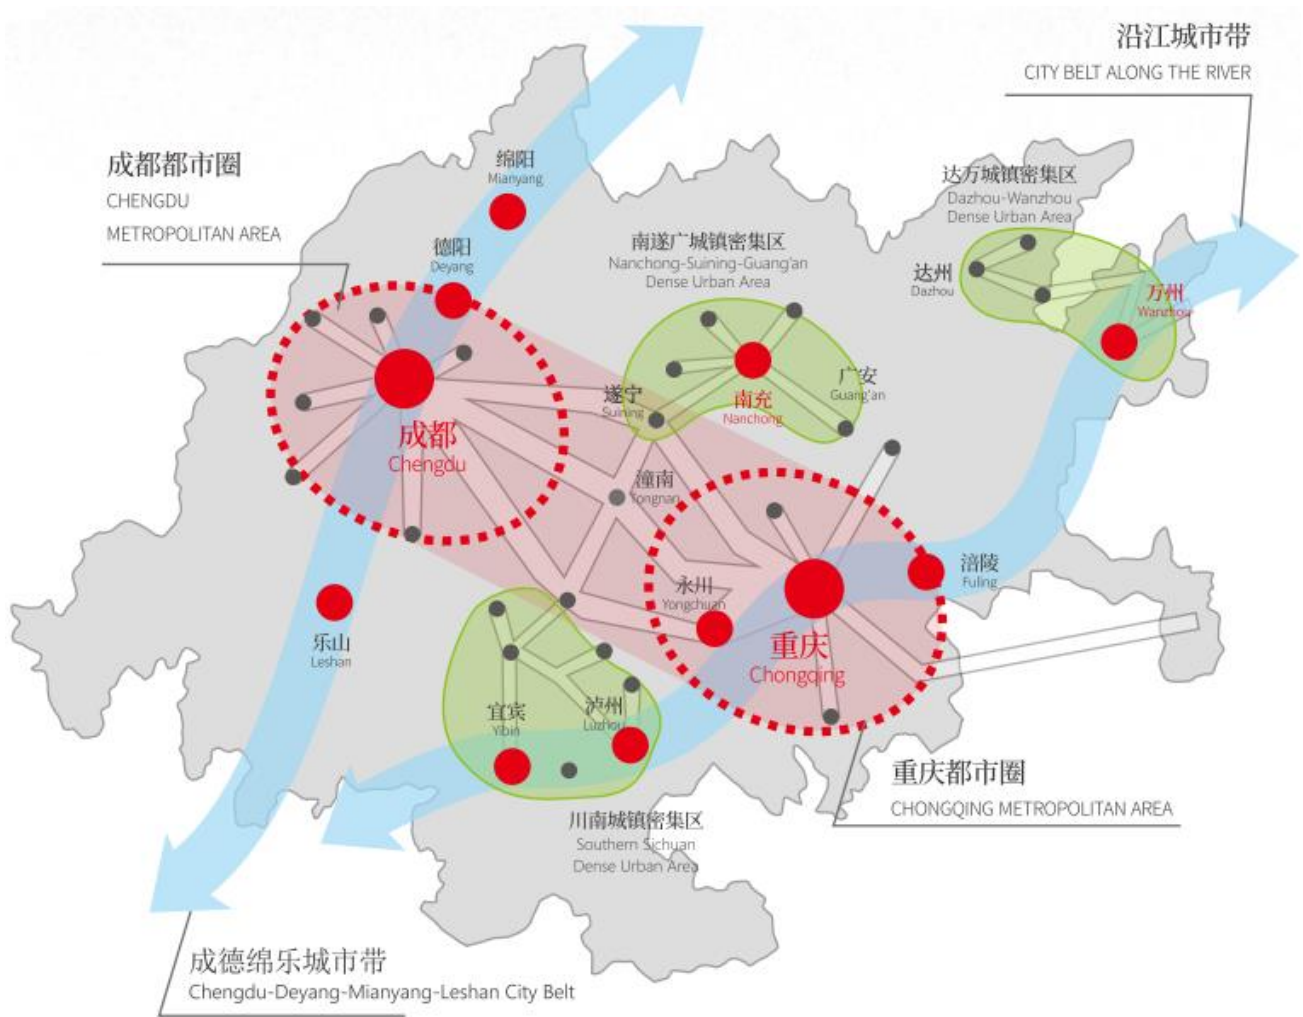 沿江城市带
CITY BELT ALONG THE RIVER
成都都市圈
CHENGDU
METROPOLITAN AREA
绵阳
Mianyang
达万城镇密集区
Dazhou-Wanzhou
Dense Urban Area
德阳
Deyang
南遂广城镇密集区
Nanchong-Suining-Guang'an
Dense Urban Area
达州
Dazhou
万州
Wanzhou
遂宁
Suining
南充
Nanchong
广安
Guang'an
成都
Chengdu
潼南
Tongnan
永川
Yongchuan
涪陵
Fuling
乐山
Leshan
重庆
Chongqing
宜宾
Yibin
泸州
Luzhou
重庆都市圈
CHONGQING METROPOLITAN AREA
川南城镇密集区
Southern Sichuan
Dense Urban Area
成德绵乐城市带
Chengdu-Deyang-Mianyang-Leshan City Belt